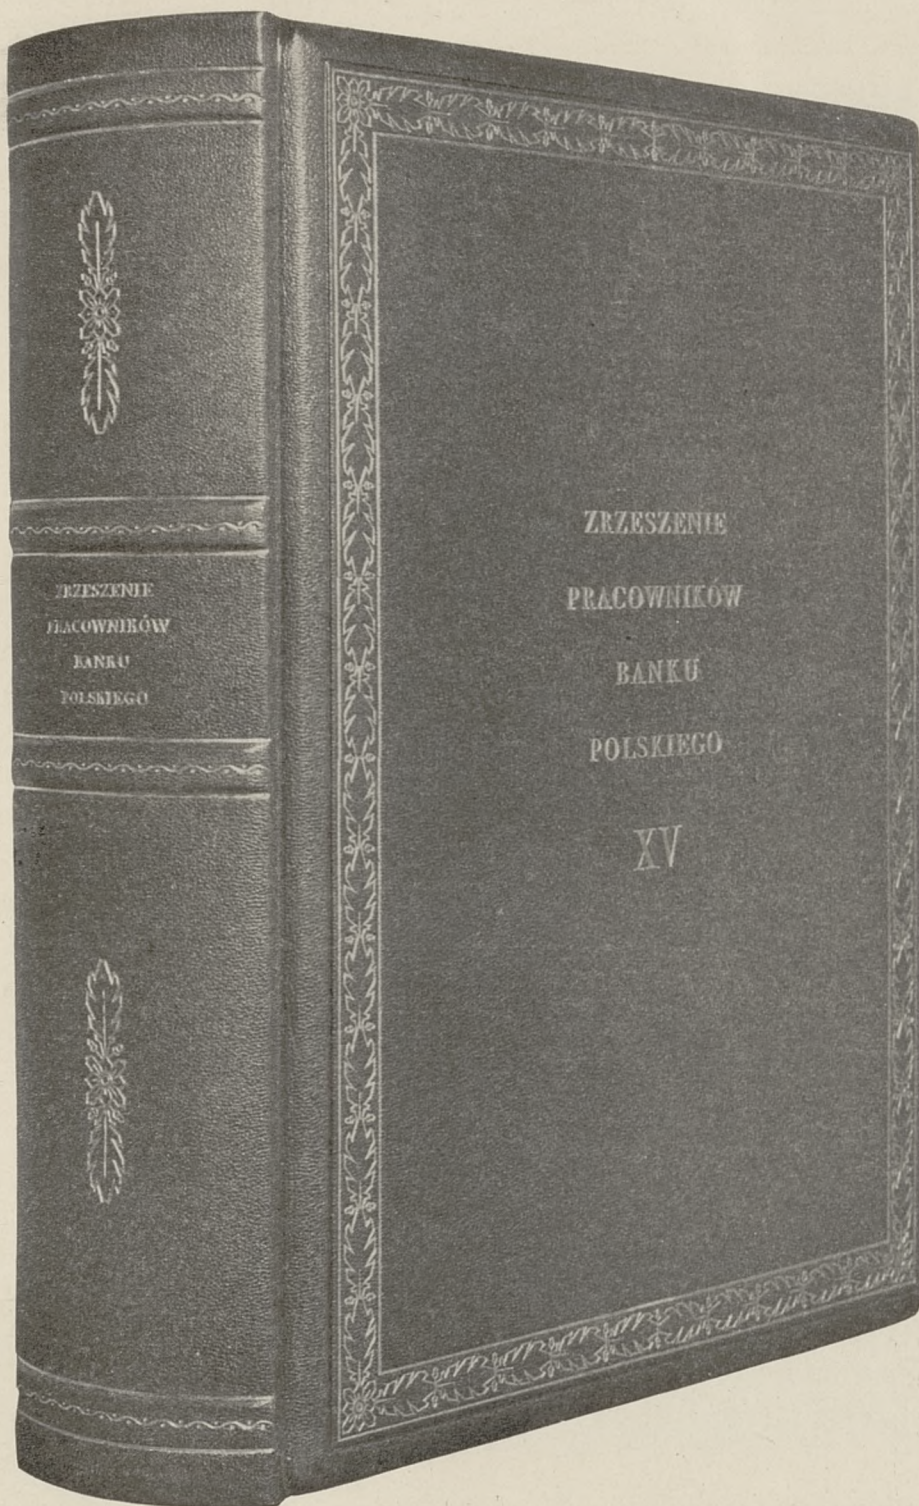 ZRZESZENIE
PRACOWNIKÓW
BANKU
POLSKIEGO
ZRZESZENIE
PRACOWNIKÓW
BANKU
POLSKIEGO
XV